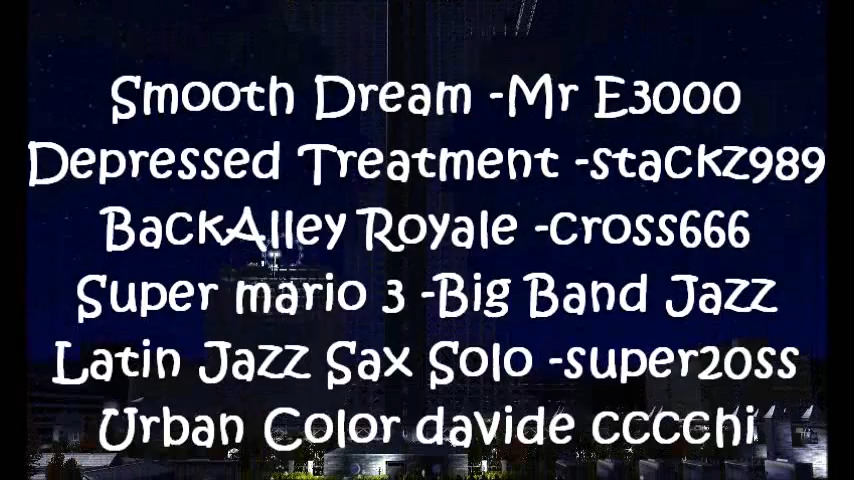 Smooth Dream -Mr E3000
Depressed Treatment -stackz989
BackAlley Royale -cross666
Super mario 3 -Big Band Jazz
Latin Jazz Sax Solo -super20ss
Urban Color davide cccchi